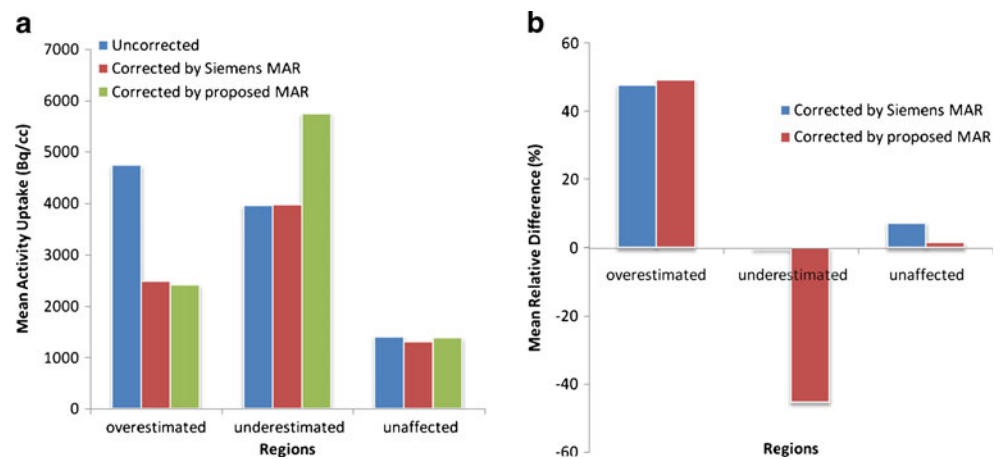 a
Uncorrected
Corrected by Siemens MAR
Corrected by proposed MAR
Mean Activity Uptake (Bq/cc)
7000
6000
5000
4000
3000
2000
1000
0
overestimated
underestimated
unaffected
Regions
b
Corrected by Siemens MAR
Corrected by proposed MAR
Mean Relative Difference (%)
60
40
20
0
-20
-40
-60
overestimated
underestimated
unaffected
Regions